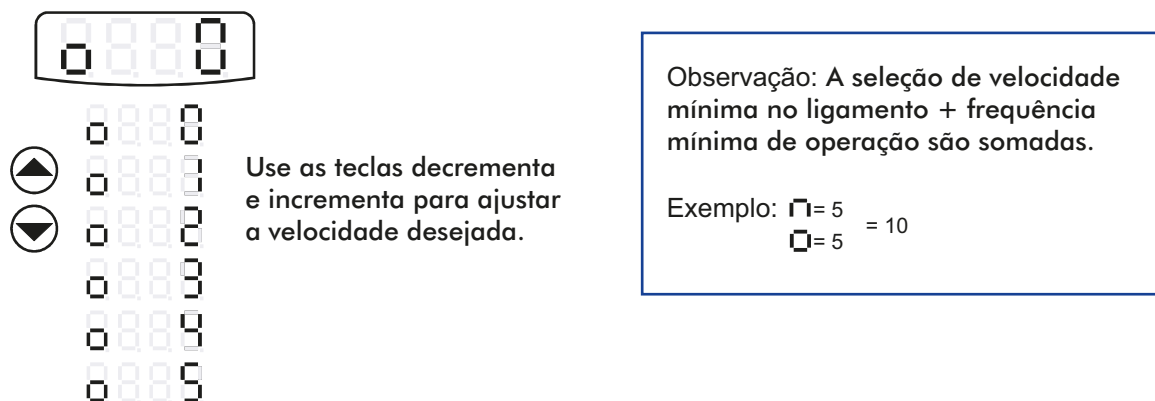 o 0
o 0
o 1
o 2
o 3
o 4
o 5
Use as teclas decrementa
e incrementa para ajustar
a velocidade desejada.
Observação: A seleção de velocidade
mínima no ligamento + frequência
mínima de operação são somadas.
Exemplo: n= 5
o= 5
= 10